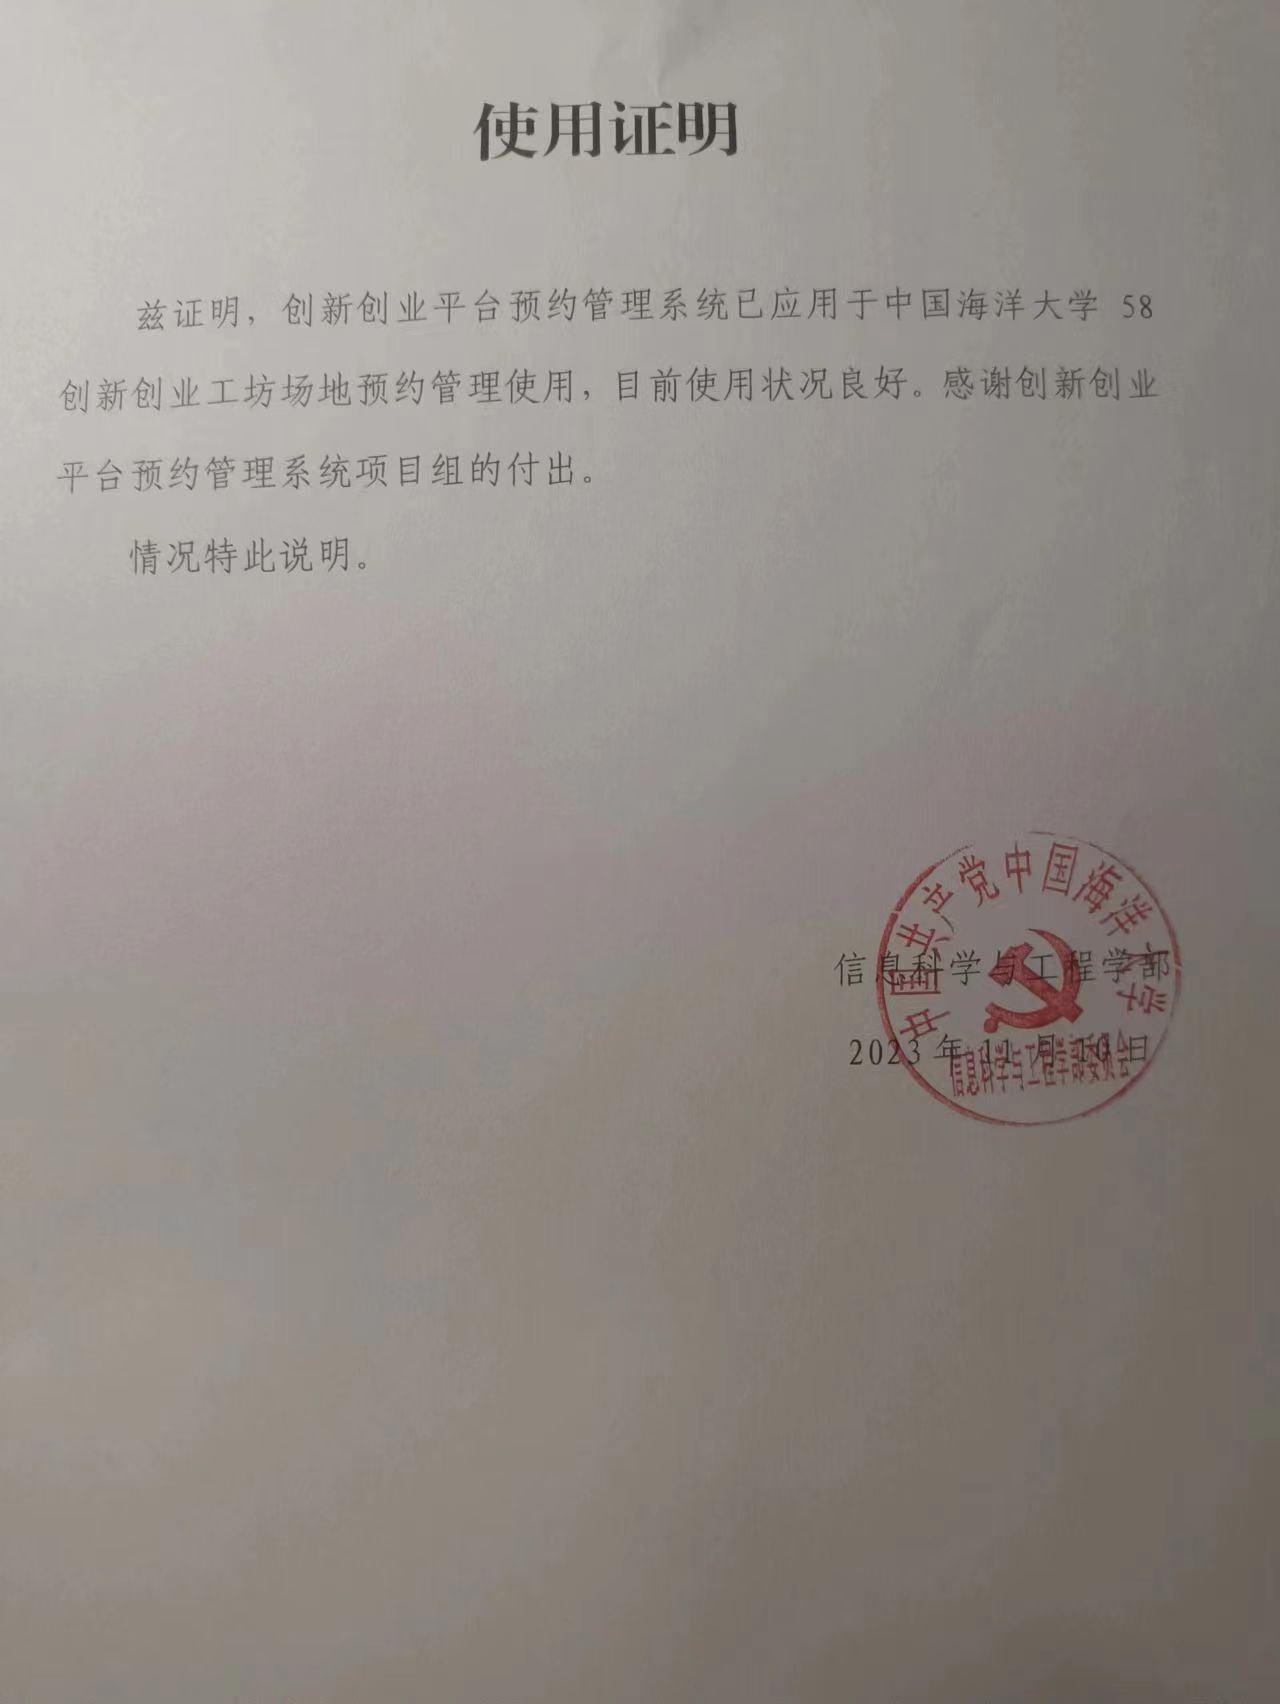 使用证明
兹证明，创新创业平台预约管理系统已应用于中国海洋大学 58
创新创业工坊场地预约管理使用，目前使用状况良好。感谢创新创业
平台预约管理系统项目组的付出。
情况特此说明。
中国共产党中国海洋大学
信息科学与工程学部
2023 年 11 月 10 日
信息科学与工程学部委员会